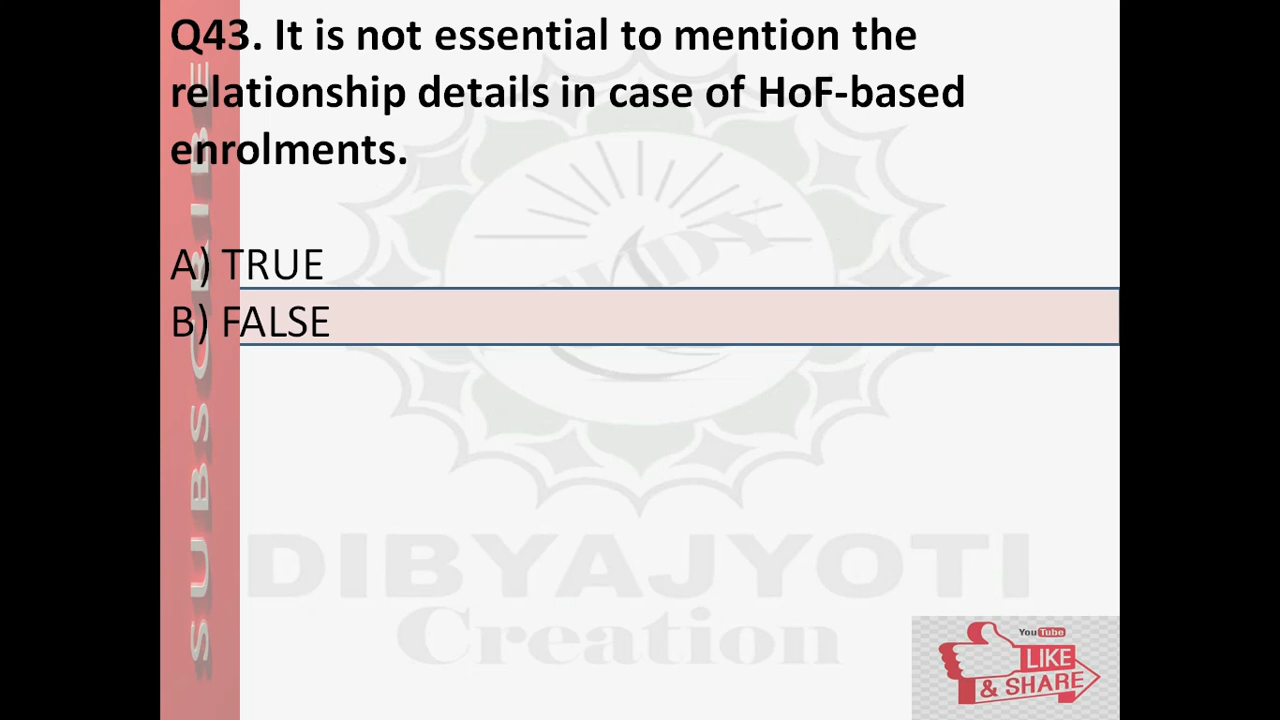 Q43. It is not essential to mention the
relationship details in case of HoF-based
enrolments.
A) TRUE
B) FALSE
SUBSCRIBE
STUDY
DIBYAJYOTI
Creation
YouTube
LIKE
& SHARE